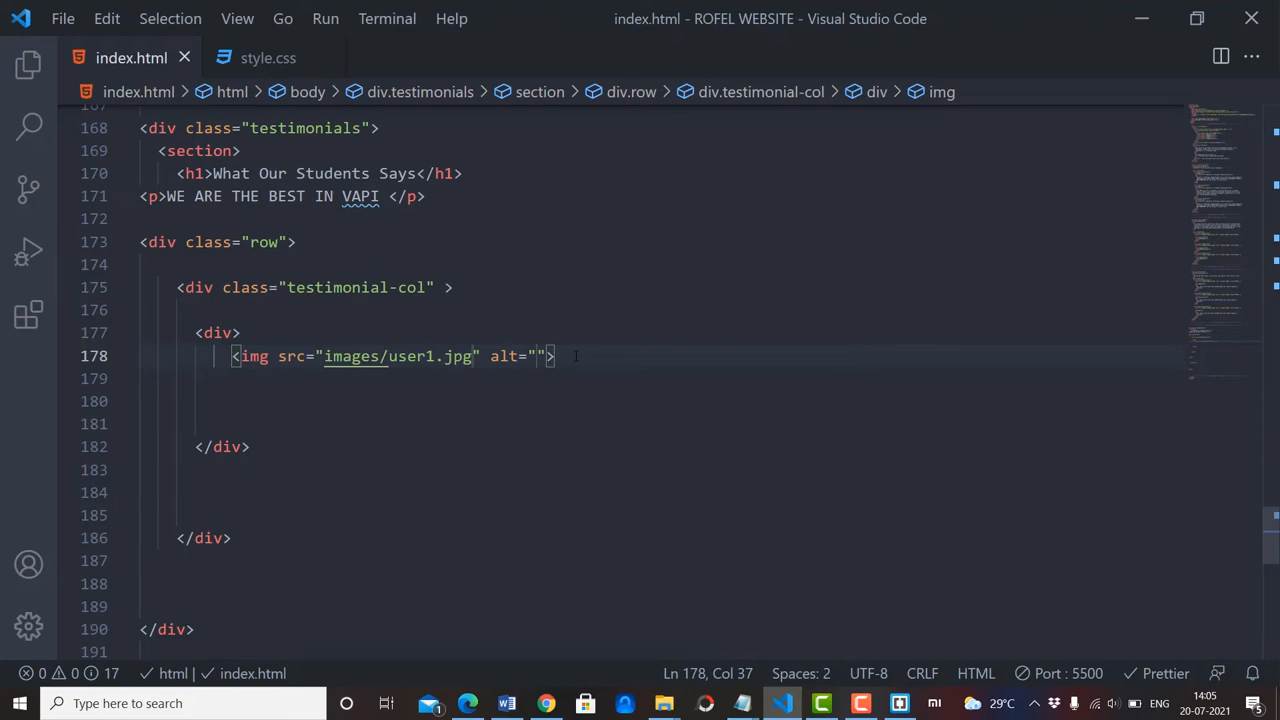 File Edit Selection View Go Run Terminal Help index.html - ROFEL WEBSITE - Visual Studio Code
index.html style.css
index.html html body div.testimonials section div.row div.testimonial-col div img
167
168 <div class="testimonials">
169 <section>
170 <h1>What Our Students Says</h1>
171 <p>WE ARE THE BEST IN VAPI </p>
172
173 <div class="row">
174
175 <div class="testimonial-col" >
176
177 <div>
178 <img src="images/user1.jpg" alt="">
179
180
181
182 </div>
183
184
185
186 </div>
187
188
189
190 </div>
191
0 0 17 html index.html Ln 178, Col 37 Spaces: 2 UTF-8 CRLF HTML Port : 5500 Prettier
Type here to search 1 mi 29°C ENG 14:05
20-07-2021